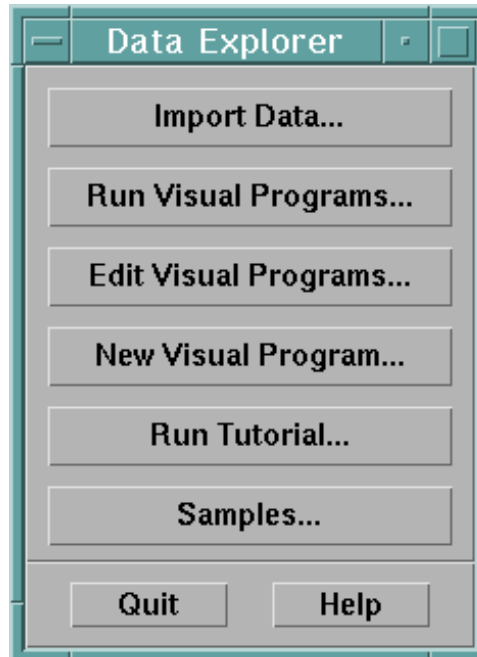 Data Explorer
Import Data...
Run Visual Programs...
Edit Visual Programs...
New Visual Program...
Run Tutorial...
Samples...
Quit Help